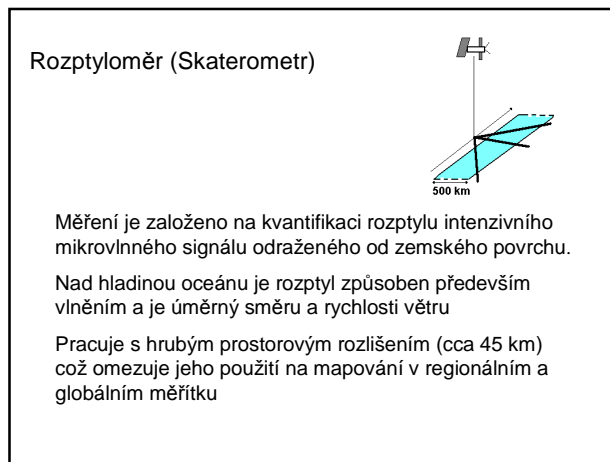 Rozptyloměr (Skaterometr)
500 km
Měření je založeno na kvantifikaci rozptylu intenzivního
mikrovlnného signálu odraženého od zemského povrchu.
Nad hladinou oceánu je rozptyl způsoben především
vlněním a je úměrný směru a rychlosti větru
Pracuje s hrubým prostorovým rozlišením (cca 45 km)
což omezuje jeho použití na mapování v regionálním a
globálním měřítku